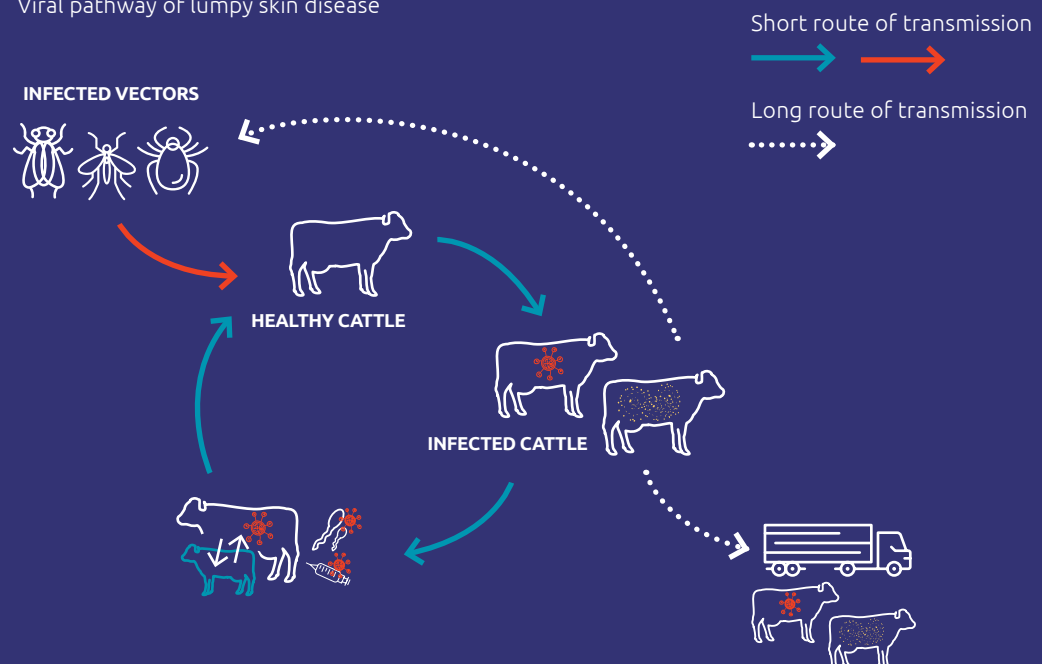 Viral pathway of lumpy skin disease
Short route of transmission
Long route of transmission
INFECTED VECTORS
HEALTHY CATTLE
INFECTED CATTLE